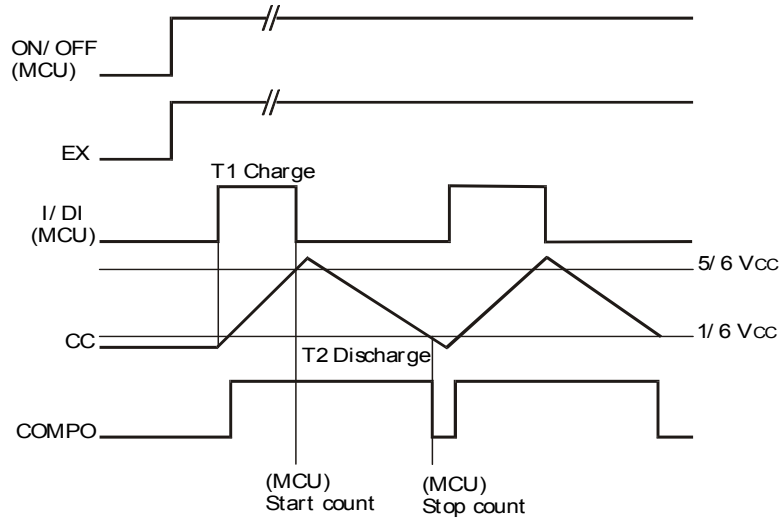 ON/ OFF
(MCU)
EX
T1 Charge
I/ DI
(MCU)
5/ 6 VCC
1/ 6 VCC
CC
T2 Discharge
COMPO
(MCU)
Start count
(MCU)
Stop count